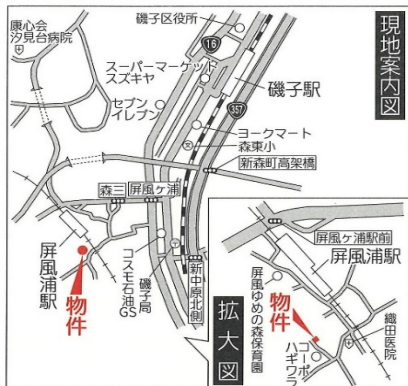 現地案内図
磯子区役所
康心会
汐見台病院
16
スーパーマーケット
スズキヤ
磯子駅
セブン
イレブン
357
ヨークマート
森東小
新森町高架橋
森三
屏風ヶ浦
屏風浦駅
物件
コスモ石油GS
磯子局
新中原北側
拡大図
屏風ヶ浦駅前
屏風浦駅
屏風ゆめの森保育園
物件
コーポ
ハギワラ
織田医院